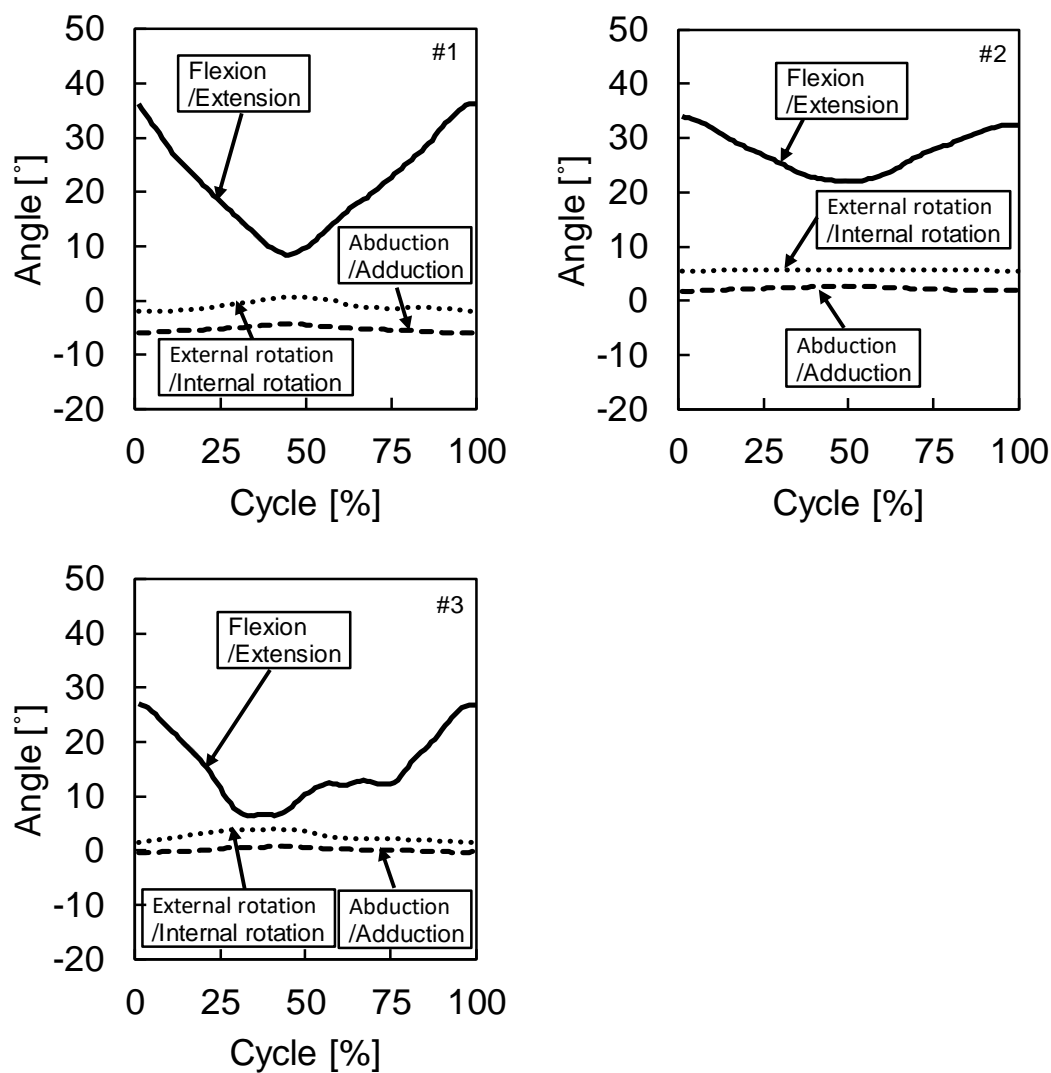 50
40
30
20
10
0
-10
-20
Angle [°]
#1
Flexion
/Extension
Abduction
/Adduction
External rotation
/Internal rotation
0 25 50 75 100
Cycle [%]
50
40
30
20
10
0
-10
-20
Angle [°]
#2
Flexion
/Extension
External rotation
/Internal rotation
Abduction
/Adduction
0 25 50 75 100
Cycle [%]
50
40
30
20
10
0
-10
-20
Angle [°]
#3
Flexion
/Extension
External rotation
/Internal rotation
Abduction
/Adduction
0 25 50 75 100
Cycle [%]